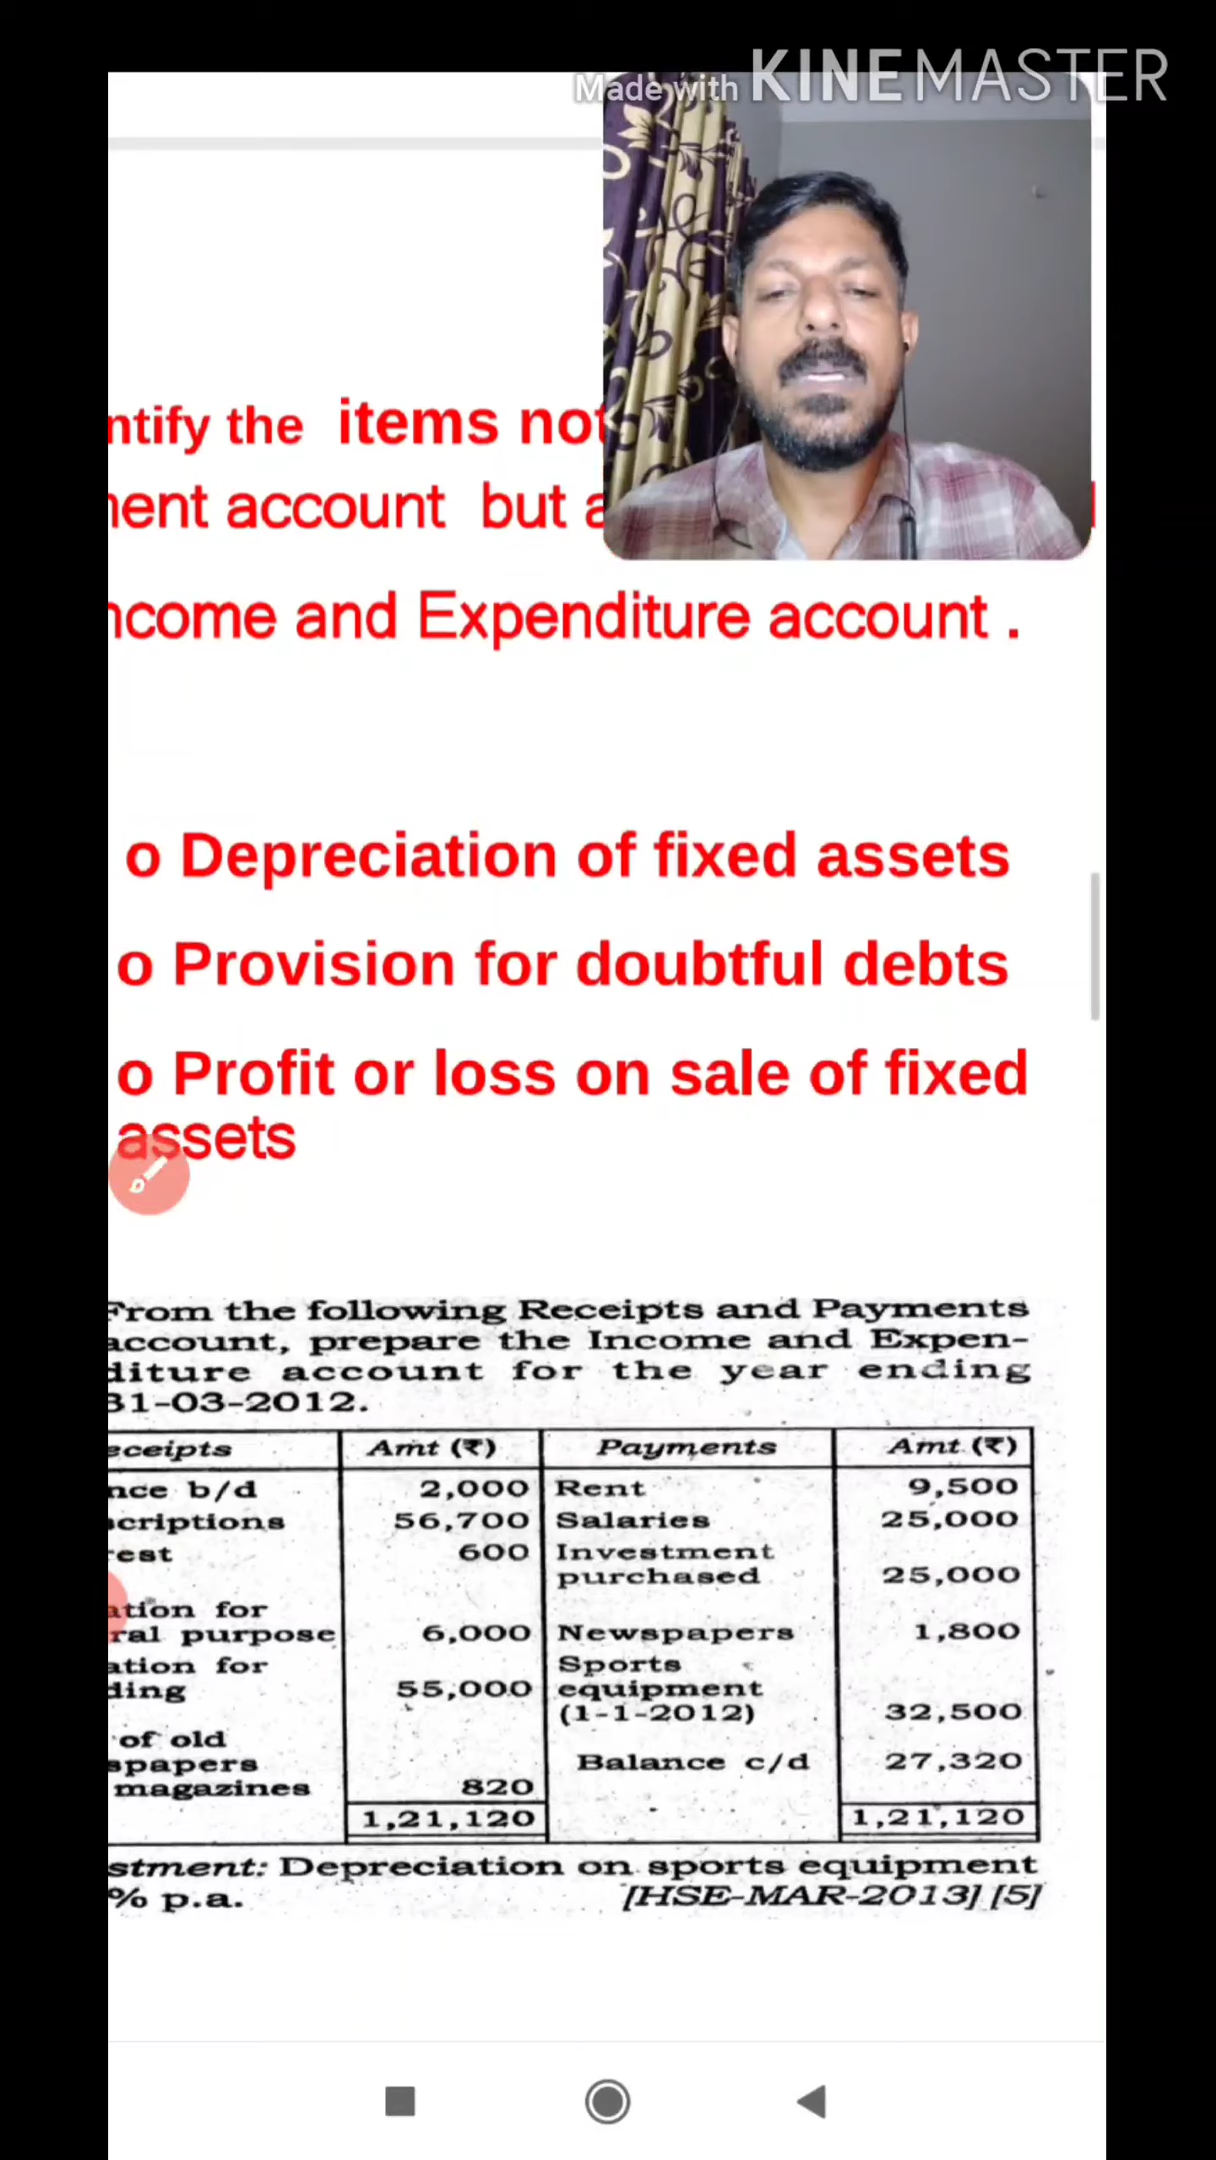 Made with KINEMASTER
ntify the items not
ent account but a
ncome and Expenditure account .
o Depreciation of fixed assets
o Provision for doubtful debts
o Profit or loss on sale of fixed
assets
From the following Receipts and Payments
account, prepare the Income and Expen-
diture account for the year ending
31-03-2012.
eceipts Amt (₹) Payments Amt (₹)
nce b/d 2,000 Rent 9,500
scriptions 56,700 Salaries 25,000
rest 600 Investment
purchased 25,000
ation for
ral purpose 6,000 Newspapers 1,800
ation for Sports
ding 55,000 equipment
(1-1-2012) 32,500
of old
spapers Balance c/d 27,320
magazines 820
1,21,120 1,21,120
stment: Depreciation on sports equipment
% p.a. [HSE-MAR-2013] [5]